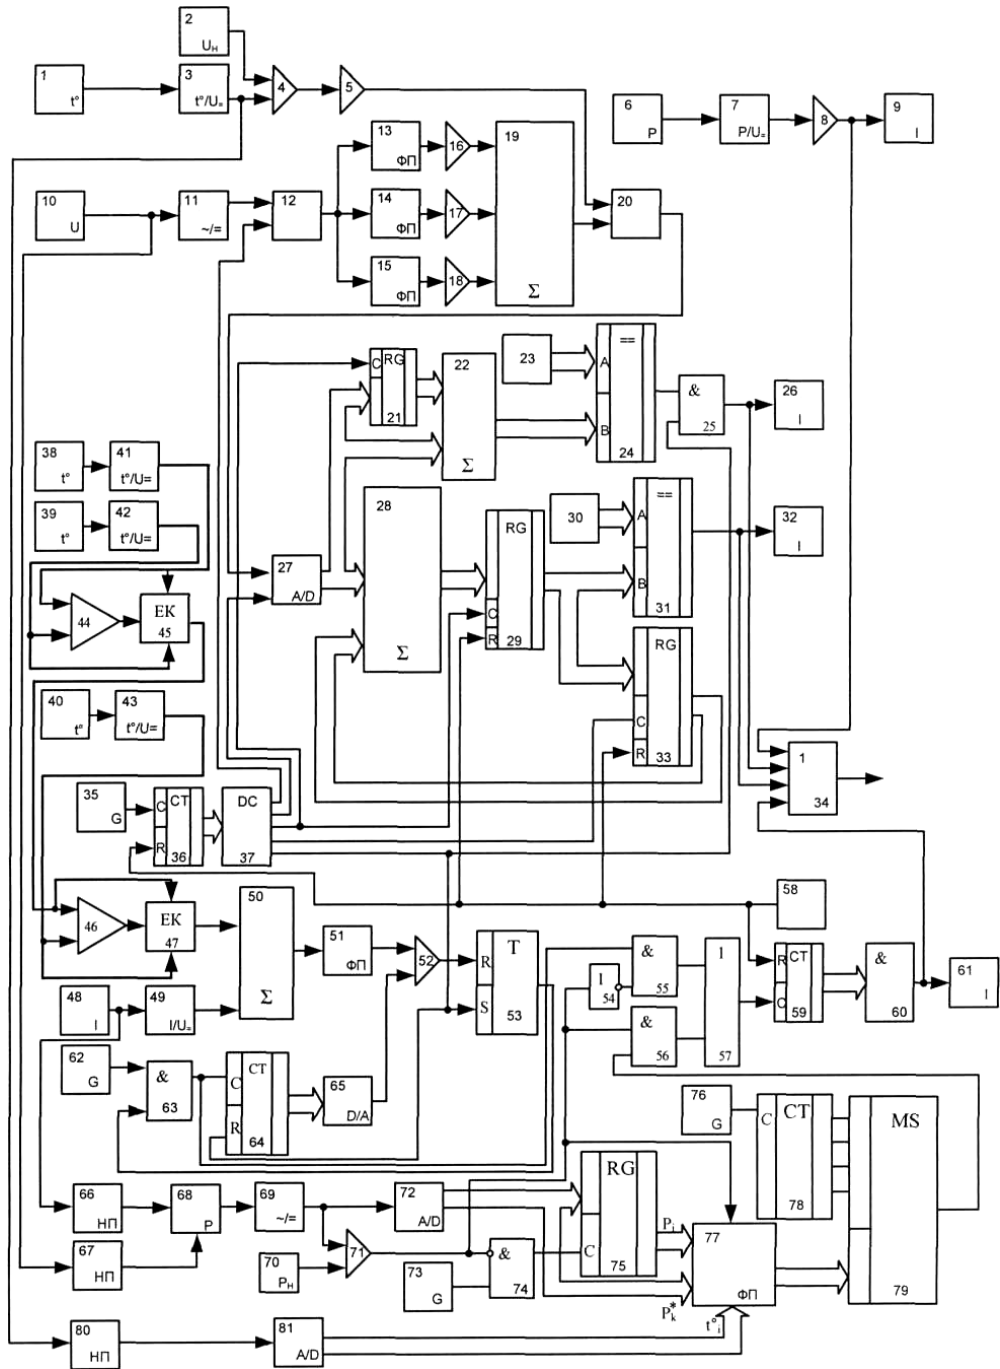 2
Uн
1
t°
3
t°/U=
4
5
6
P
7
P/U=
8
9
I
10
U
11
~/=
12
13
ФП
14
ФП
15
ФП
16
17
18
19
Σ
20
C
RG
21
22
Σ
23
A
B
==
24
&
25
26
I
27
A/D
28
Σ
RG
C
R
29
30
A
B
==
31
32
I
RG
C
R
33
1
34
38
t°
41
t°/U=
39
t°
42
t°/U=
44
ЕК
45
40
t°
43
t°/U=
35
G
C
R
CT
36
DC
37
46
ЕК
47
48
I
49
I/U=
50
Σ
51
ФП
52
R
S
T
53
1
54
&
55
&
56
1
57
58
R
C
CT
59
&
60
61
I
62
G
&
63
C
R
CT
64
65
D/A
66
НП
67
НП
68
P
69
~/=
70
Pн
71
72
A/D
73
G
&
74
RG
C
75
Pi
Pk*
t°i
76
G
C
CT
78
77
ФП
MS
79
80
НП
81
A/D